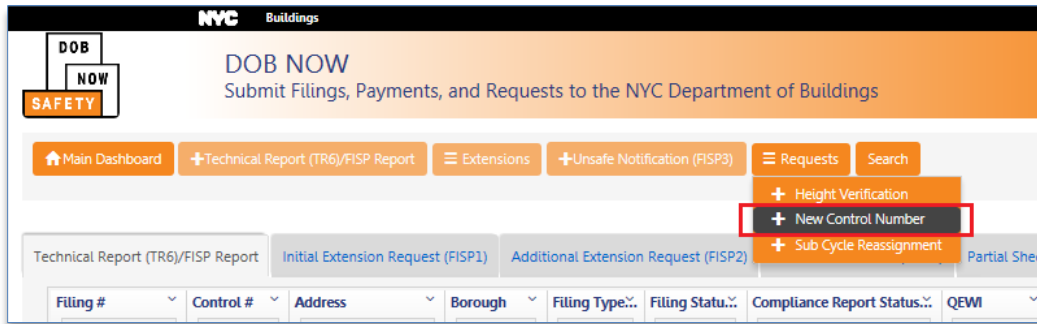 NYC Buildings
DOB
NOW
SAFETY
DOB NOW
Submit Filings, Payments, and Requests to the NYC Department of Buildings
Main Dashboard +Technical Report (TR6)/FISP Report Extensions +Unsafe Notification (FISP3) Requests Search
+ Height Verification
+ New Control Number
+ Sub Cycle Reassignment
Technical Report (TR6)/FISP Report Initial Extension Request (FISP1) Additional Extension Request (FISP2) Partial She
Filing # Control # Address Borough Filing Type... Filing Statu... Compliance Report Status... QEWI